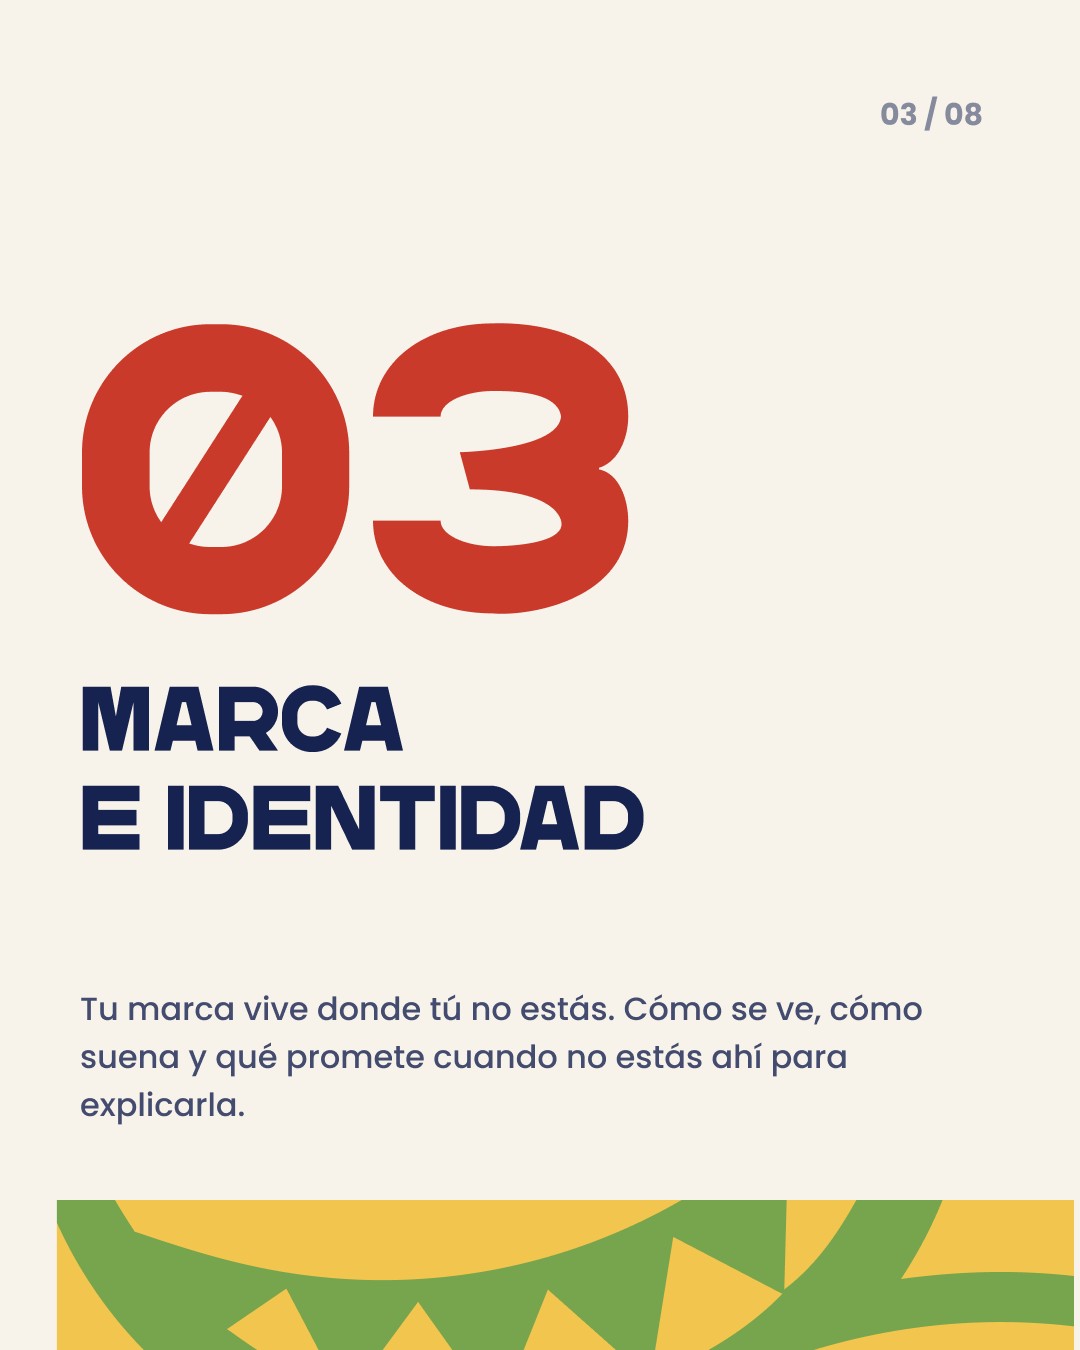 03 / 08
03
MARCA
E IDENTIDAD
Tu marca vive donde tú no estás. Cómo se ve, cómo
suena y qué promete cuando no estás ahí para
explicarla.